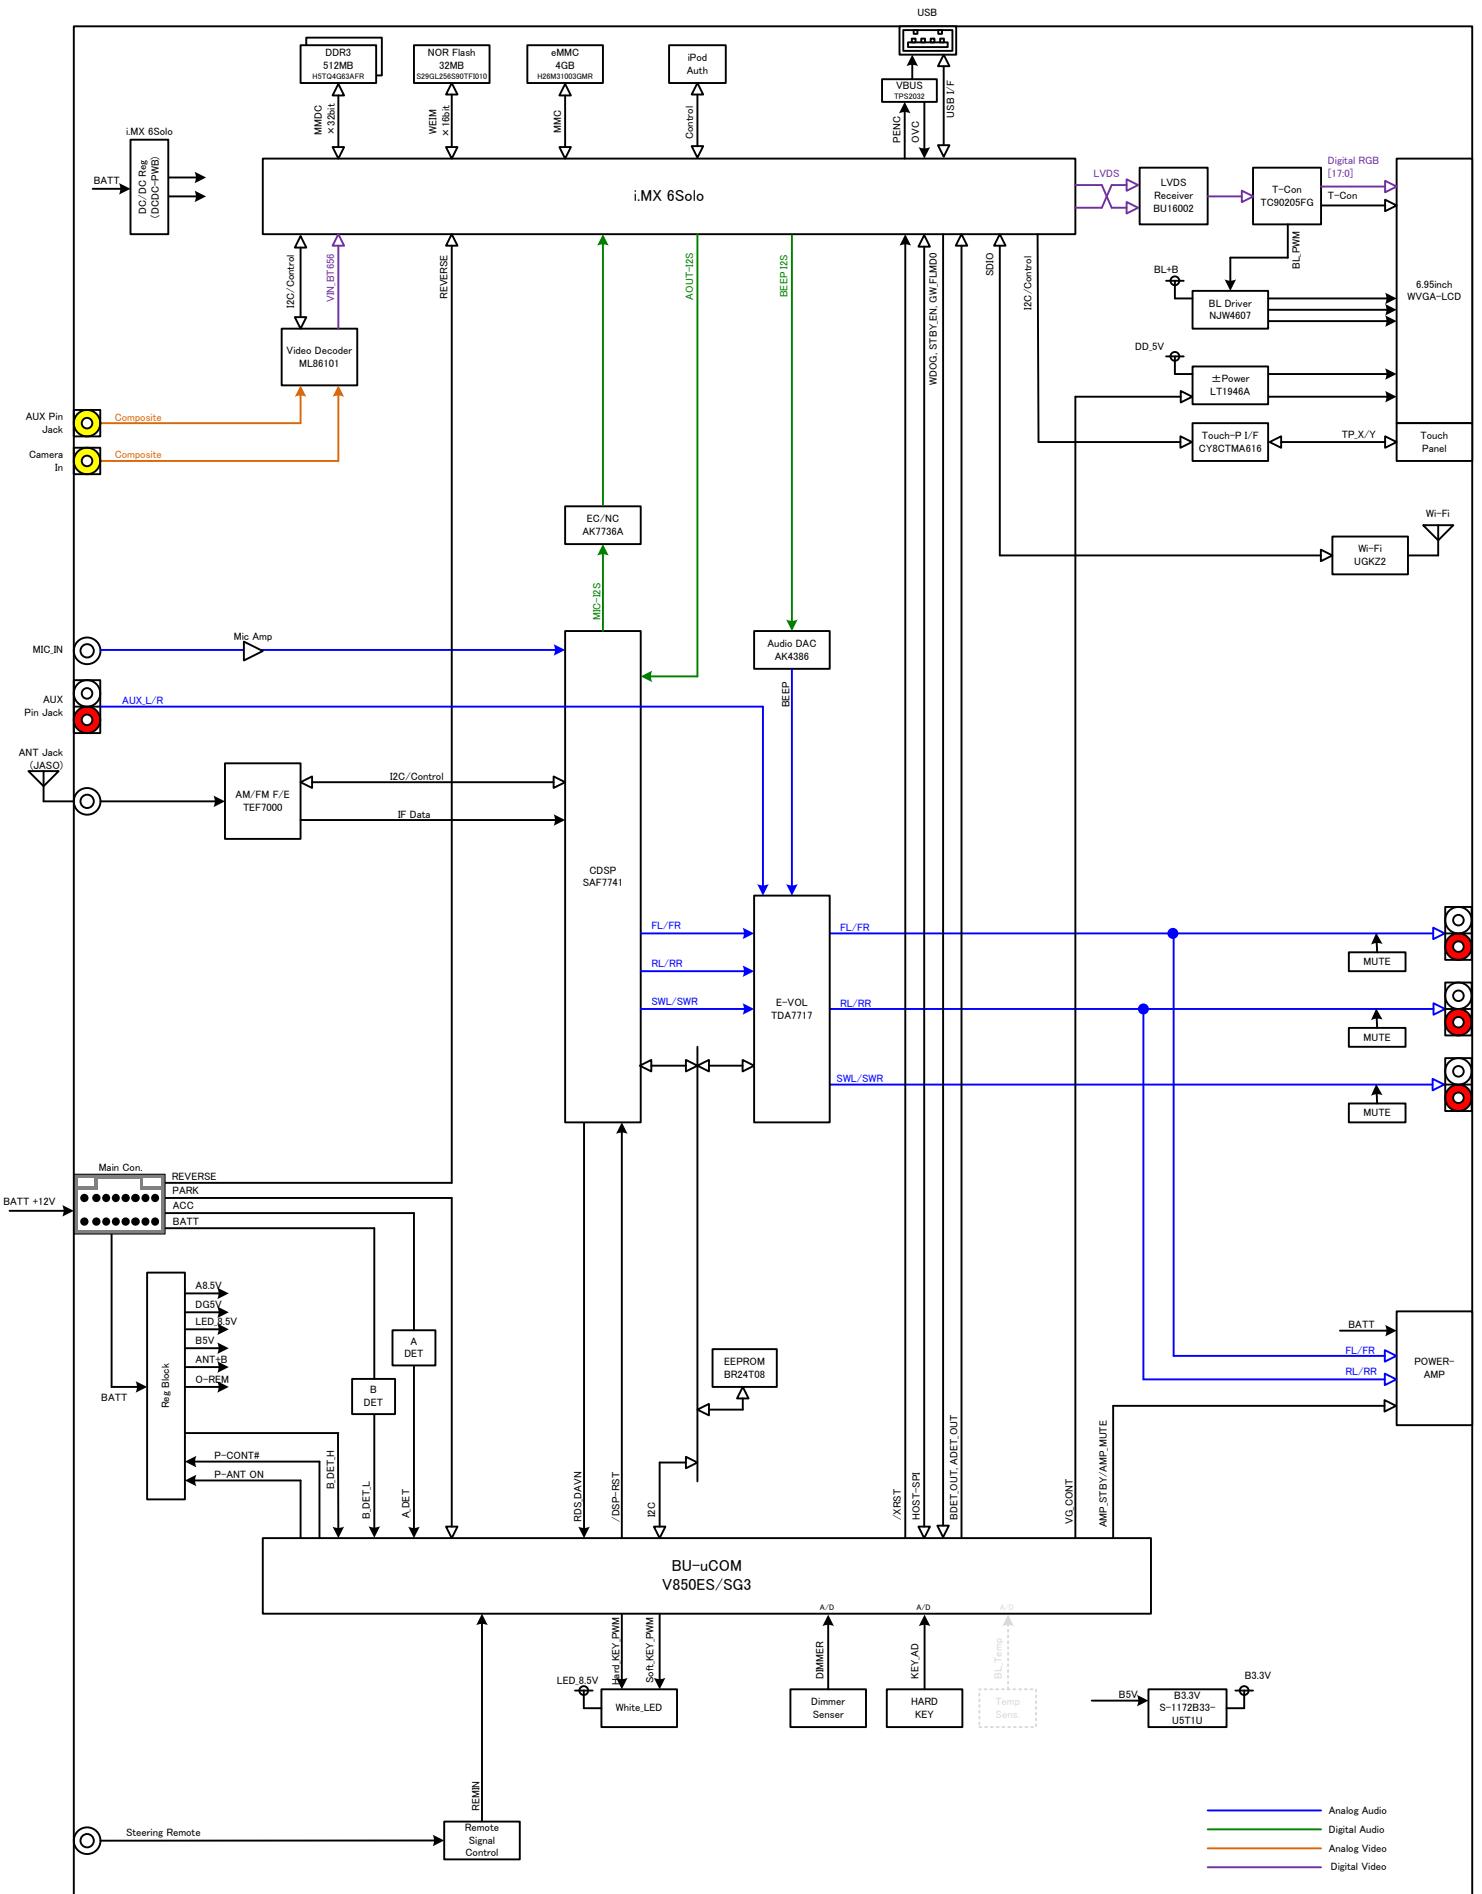 USB
DDR3
512MB
H5TQ4G63AFR
NOR Flash
32MB
S29GL256S90TFI010
eMMC
4GB
H26M31003GMR
iPod
Auth
VBUS
TPS2032
MMDC
×32bit
WEIM
×16bit
MMC
Control
PENC
OVC
USB I/F
i.MX 6Solo
BATT
DC/DC Reg
(DCDC-PWB)
i.MX 6Solo
LVDS
LVDS
Receiver
BU16002
T-Con
TC90205FG
Digital RGB
[17:0]
T-Con
BL_PWM
BL+B
BL Driver
NJW4607
6.95inch
WVGA-LCD
DD_5V
±Power
LT1946A
Touch-P I/F
CY8CTMA616
TP_X/Y
Touch
Panel
I2C/Control
VIN_BT656
REVERSE
AOUT-I2S
BEEP I2S
WDOG, STBY_EN, GW_FLMD0
SDIO
I2C/Control
Video Decoder
ML86101
AUX Pin
Jack
Composite
Camera
In
Composite
EC/NC
AK7736A
MIC-I2S
Wi-Fi
Wi-Fi
UGKZ2
MIC_IN
Mic Amp
Audio DAC
AK4386
BEEP
AUX
Pin Jack
AUX_L/R
ANT Jack
(JASO)
AM/FM F/E
TEF7000
I2C/Control
IF Data
CDSP
SAF7741
FL/FR
RL/RR
SWL/SWR
E-VOL
TDA7717
FL/FR
RL/RR
SWL/SWR
MUTE
MUTE
MUTE
Main Con.
BATT +12V
REVERSE
PARK
ACC
BATT
Reg Block
A8.5V
DG5V
LED_8.5V
B5V
ANT+B
O-REM
BATT
P-CONT#
P-ANT ON
A
DET
B
DET
B_DET_H
B_DET_L
A_DET
EEPROM
BR24T08
RDS_DAVN
/DSP-RST
I2C
/XRST
HOST-SPI
BDET_OUT, ADET_OUT
VG_CONT
AMP_STBY/AMP_MUTE
BATT
FL/FR
RL/RR
POWER-
AMP
BU-uCOM
V850ES/SG3
Hard_KEY_PWM
Soft_KEY_PWM
LED_8.5V
White_LED
A/D
DIMMER
Dimmer
Senser
A/D
KEY_AD
HARD
KEY
A/D
BL_Temp
Temp
Sens.
B5V
B3.3V
S-1172B33-
U5T1U
B3.3V
REMIN
Steering Remote
Remote
Signal
Control
Analog Audio
Digital Audio
Analog Video
Digital Video